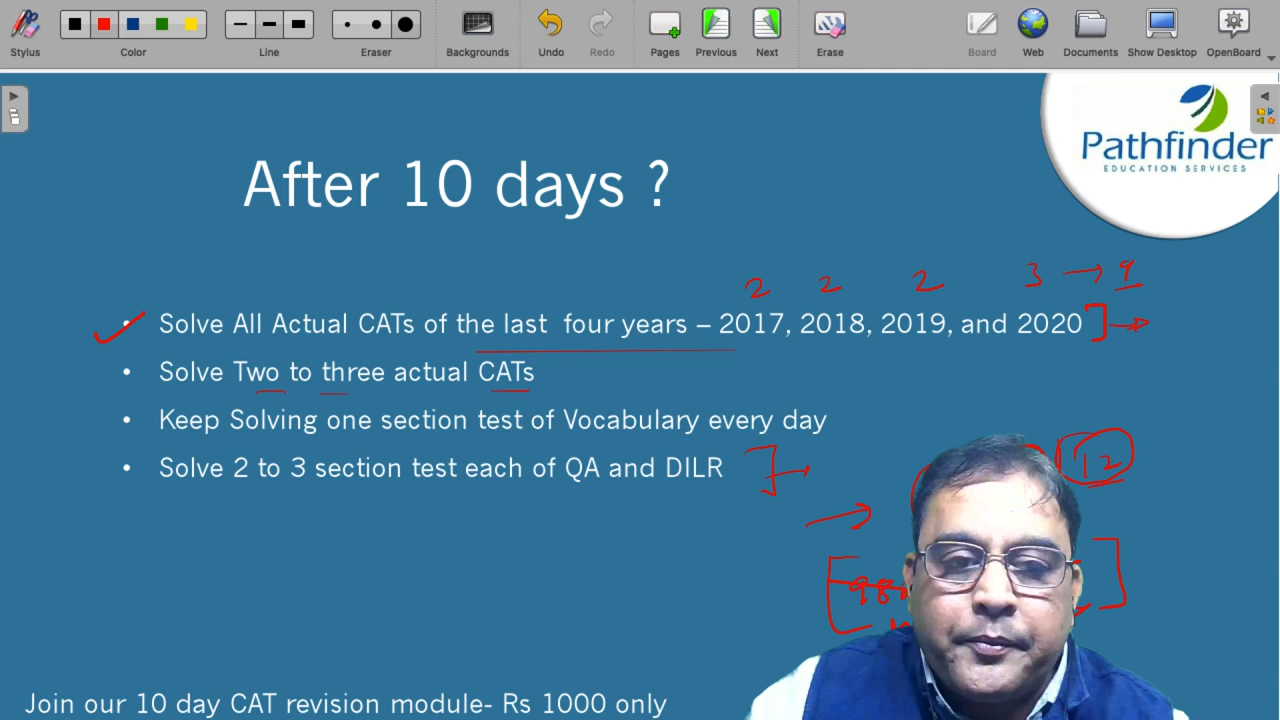 Stylus Color Line Eraser Backgrounds Undo Redo Pages Previous Next Erase Board Web Documents Show Desktop OpenBoard
Pathfinder
EDUCATION SERVICES
After 10 days ?
2 2 2 3 → 9
• Solve All Actual CATs of the last four years – 2017, 2018, 2019, and 2020
• Solve Two to three actual CATs
• Keep Solving one section test of Vocabulary every day
• Solve 2 to 3 section test each of QA and DILR
12
Join our 10 day CAT revision module- Rs 1000 only